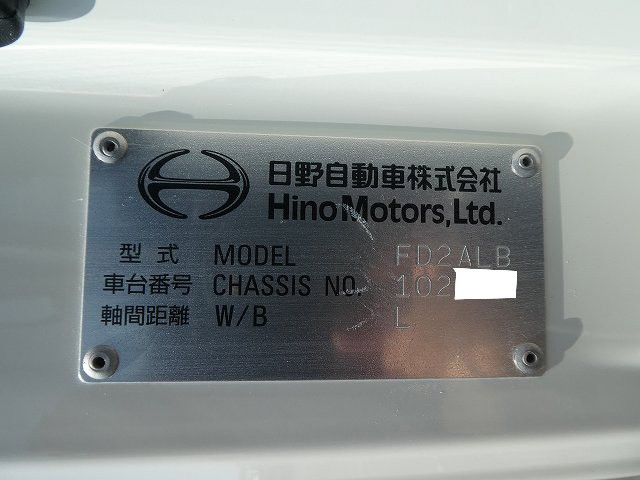 日野自動車株式会社
Hino Motors, Ltd.
型式 MODEL FD2ALB
車台番号 CHASSIS NO. 102
軸間距離 W/B L